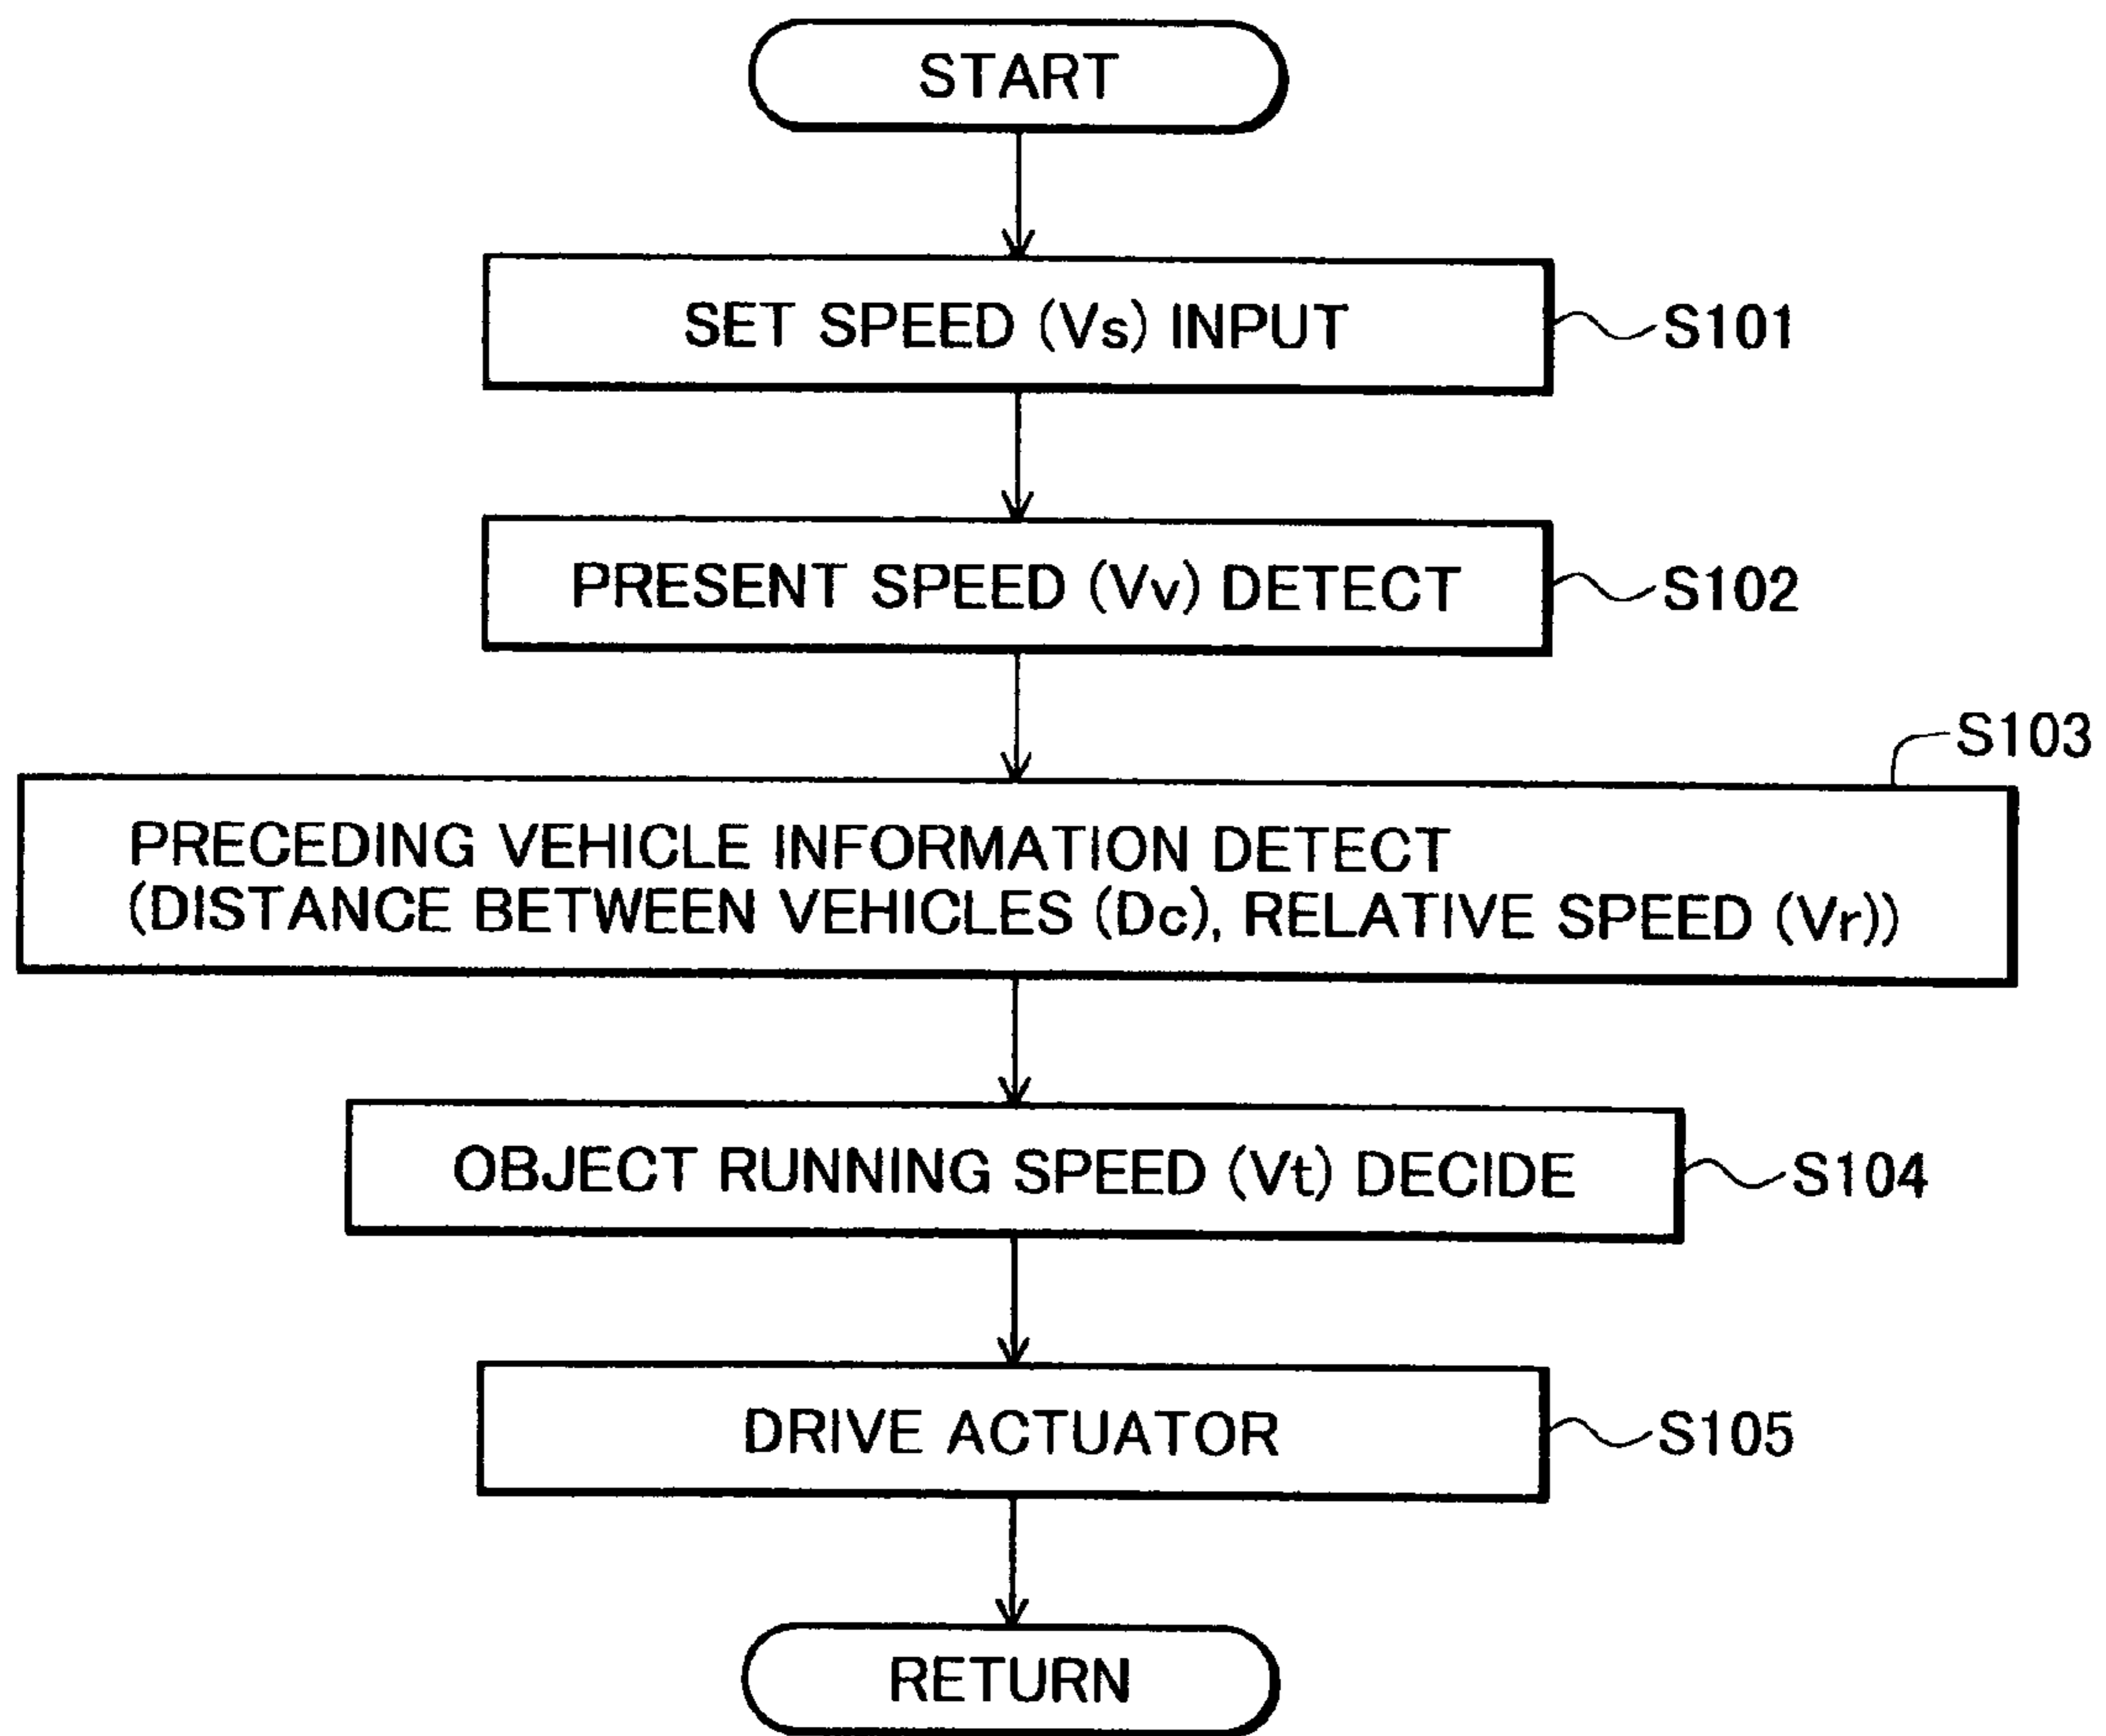 START
SET SPEED (Vs) INPUT
S101
PRESENT SPEED (Vv) DETECT
S102
S103
PRECEDING VEHICLE INFORMATION DETECT
(DISTANCE BETWEEN VEHICLES (Dc), RELATIVE SPEED (Vr))
OBJECT RUNNING SPEED (Vt) DECIDE
S104
DRIVE ACTUATOR
S105
RETURN